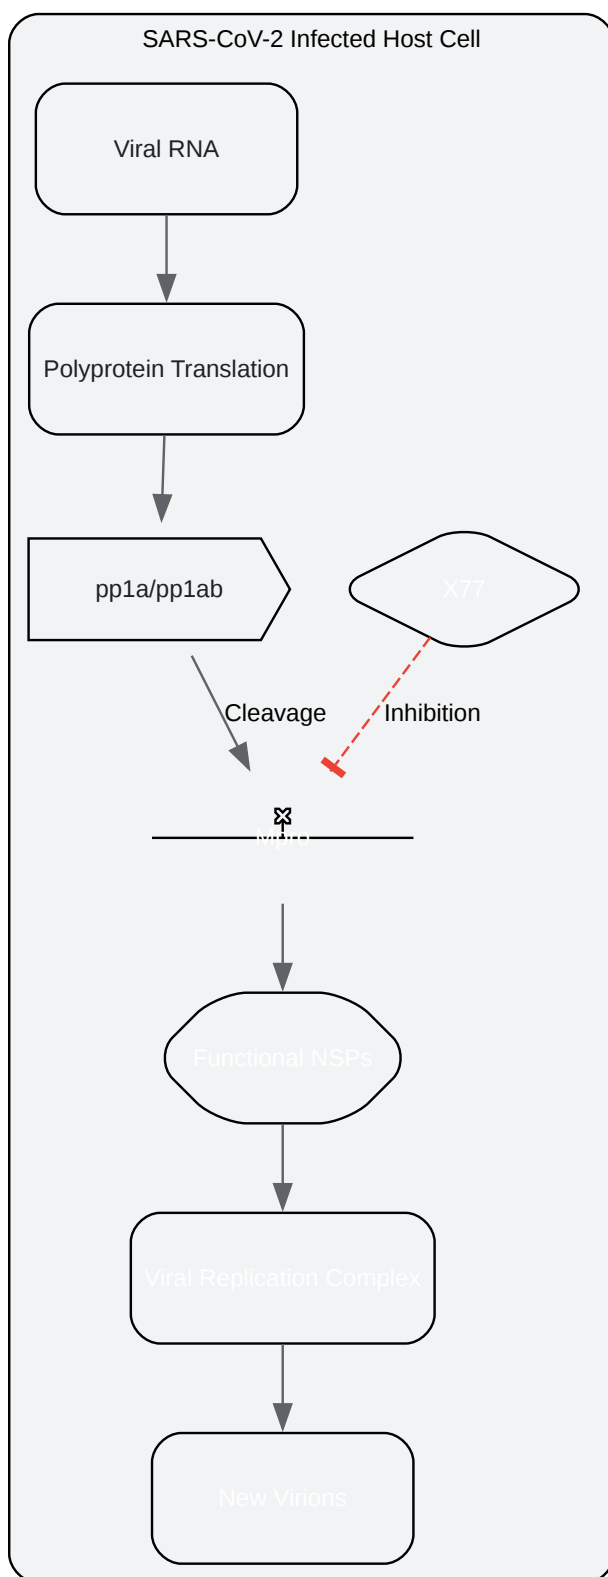 SARS-CoV-2 Infected Host Cell
Viral RNA
Polyprotein Translation
pp1a/pp1ab
X77
Cleavage
Inhibition
Mpro
Functional NSPs
Viral Replication Complex
New Virions